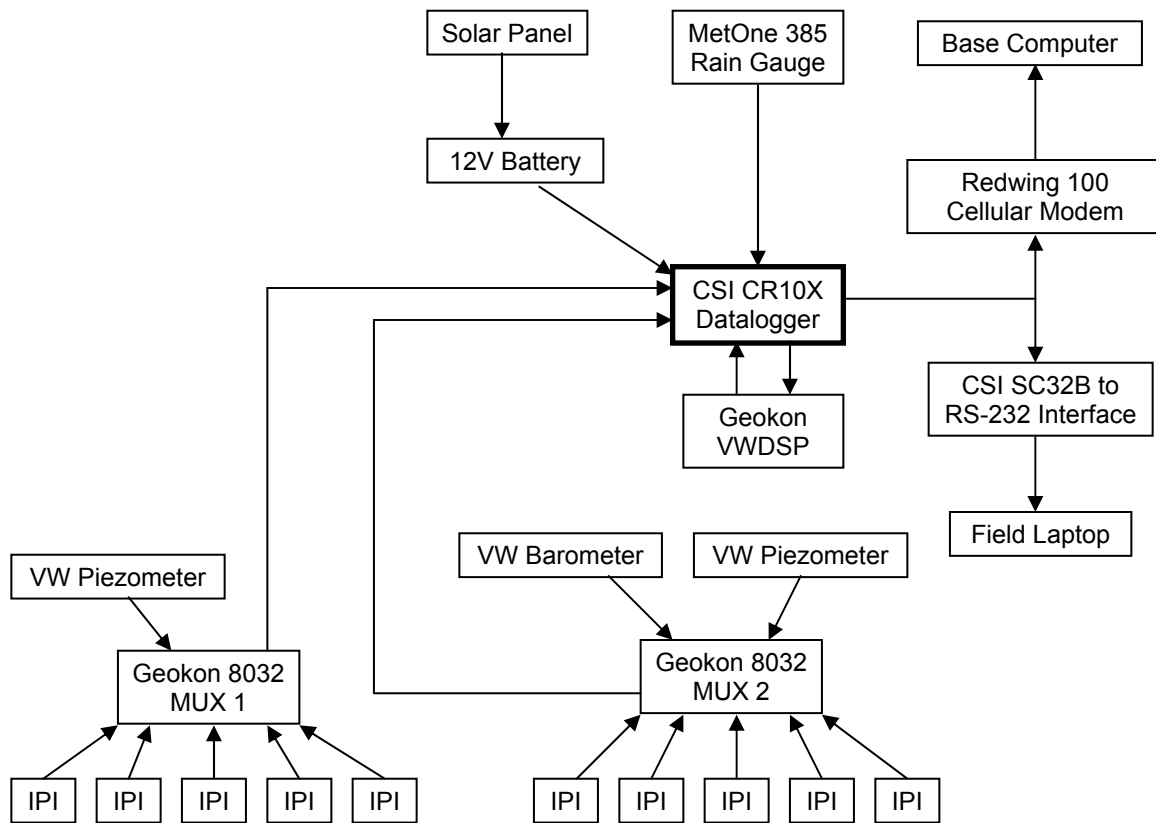 Solar Panel
MetOne 385
Rain Gauge
Base Computer
12V Battery
Redwing 100
Cellular Modem
CSI CR10X
Datalogger
CSI SC32B to
RS-232 Interface
Geokon
VWDSP
Field Laptop
VW Piezometer
VW Barometer
VW Piezometer
Geokon 8032
MUX 1
Geokon 8032
MUX 2
IPI
IPI
IPI
IPI
IPI
IPI
IPI
IPI
IPI
IPI